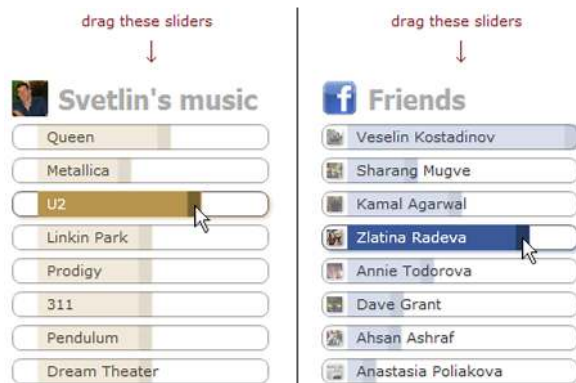 drag these sliders
Svetlin's music
Queen
Metallica
U2
Linkin Park
Prodigy
311
Pendulum
Dream Theater
drag these sliders
f Friends
Veselin Kostadinov
Sharang Mugve
Kamal Agarwal
Zlatina Radeva
Annie Todorova
Dave Grant
Ahsan Ashraf
Anastasia Poliakova